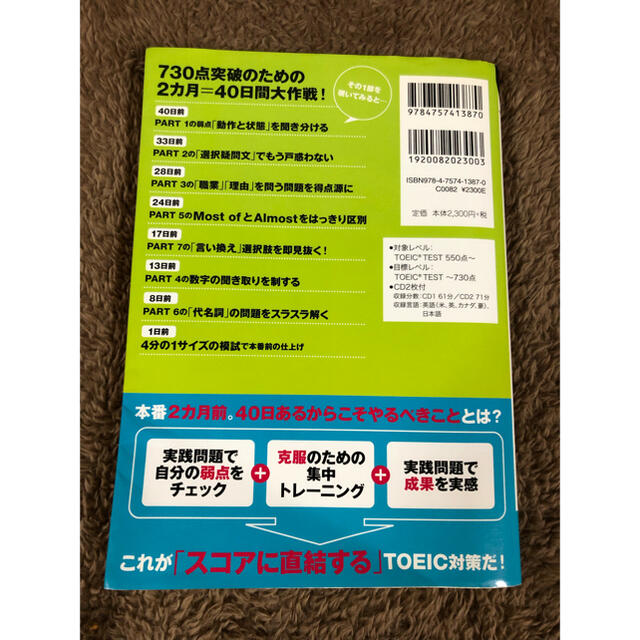 730点突破のための
2カ月=40日間大作戦!
その1部を
覗いてみると…
40日前
PART 1の弱点「動作と状態」を聞き分ける
33日前
PART 2の「選択疑問文」でもう戸惑わない
28日前
PART 3の「職業」「理由」を問う問題を得点源に
24日前
PART 5のMost ofとAlmostをはっきり区別
17日前
PART 7の「言い換え」選択肢を即見抜く!
13日前
PART 4の数字の聞き取りを制する
8日前
PART 6の「代名詞」の問題をスラスラ解く
1日前
4分の1サイズの模試で本番前の仕上げ
9784757413870
1920082023003
ISBN978-4-7574-1387-0
C0082 ¥2300E
定価 本体2,300円+税
●対象レベル:
TOEIC® TEST 550点~
●目標レベル:
TOEIC® TEST ~730点
●CD2枚付
収録分数:CD1 61分/CD2 71分
収録言語:英語(米、英、カナダ、豪)、
日本語
本番2カ月前。40日あるからこそやるべきこととは?
実践問題で
自分の弱点を
チェック
+
克服のための
集中
トレーニング
+
実践問題で
成果を実感
これが「スコアに直結する」TOEIC対策だ!